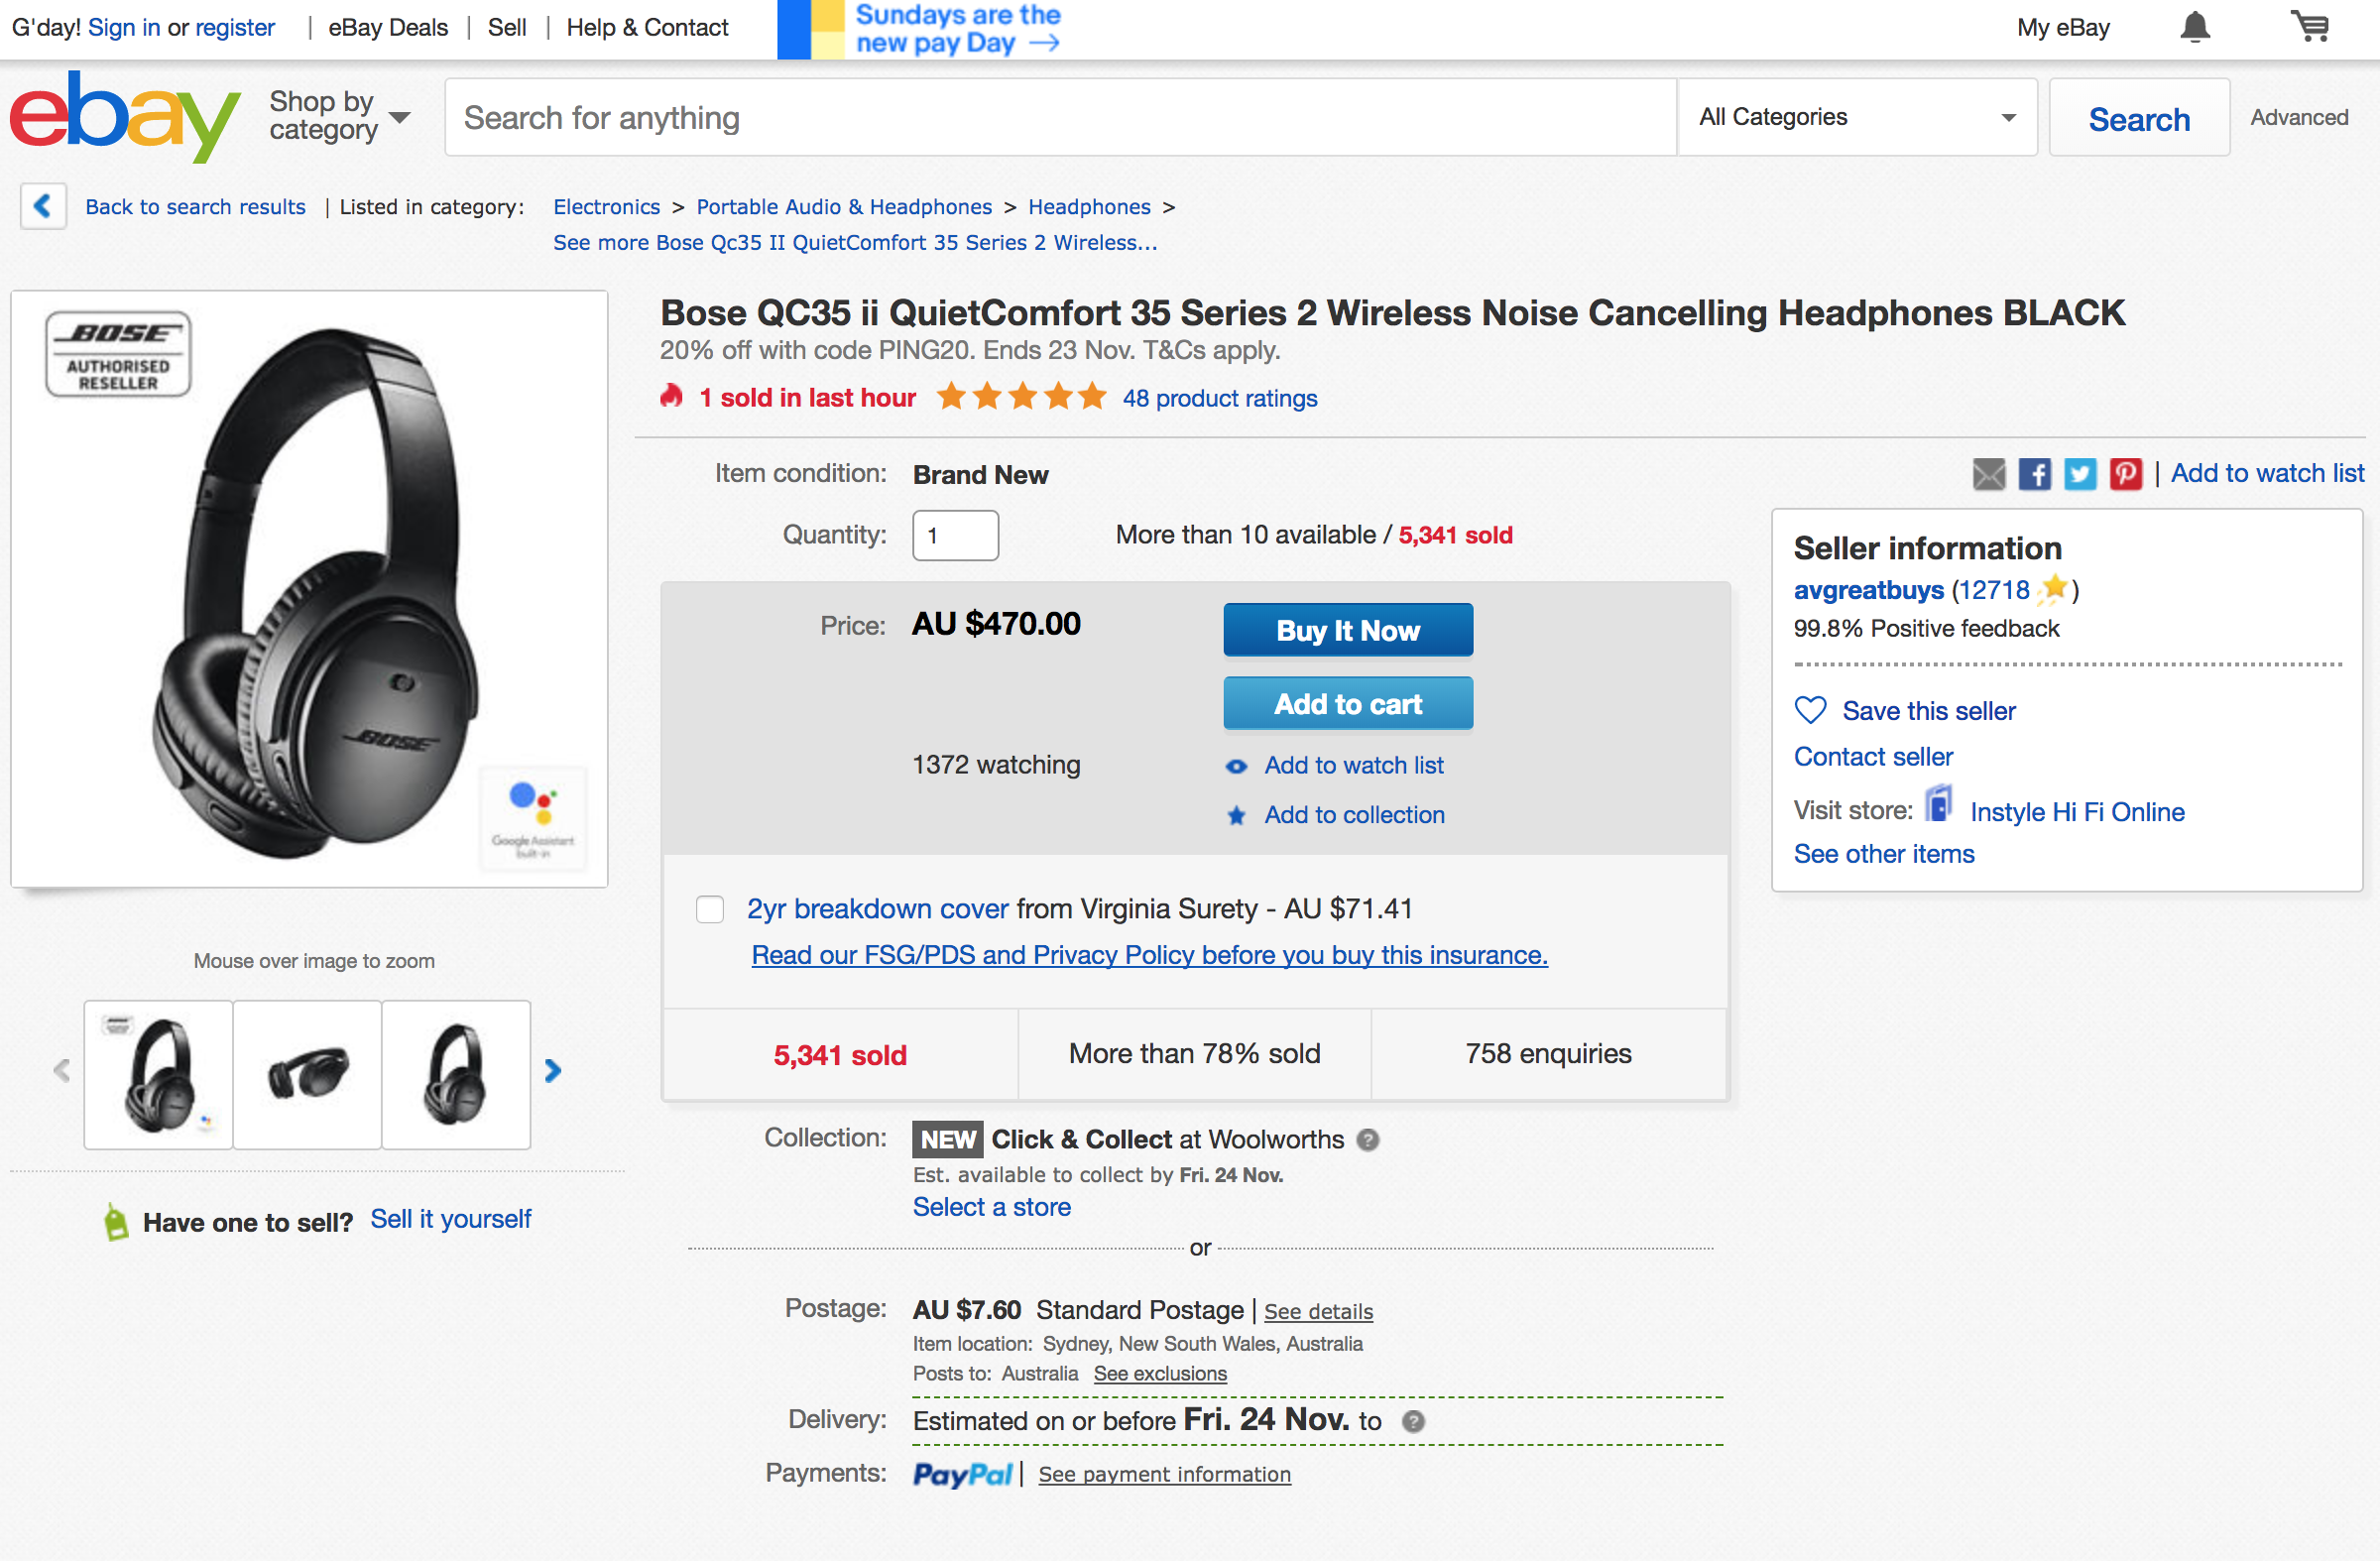 G'day! Sign in or register | eBay Deals | Sell | Help & Contact
Sundays are the
new pay Day →
My eBay
ebay
Shop by
category
Search for anything
All Categories
Search
Advanced
Back to search results | Listed in category: Electronics > Portable Audio & Headphones > Headphones >
See more Bose Qc35 II QuietComfort 35 Series 2 Wireless...
BOSE
AUTHORISED
RESELLER
BOSE
Google Assistant
built-in
Mouse over image to zoom
Have one to sell? Sell it yourself
Bose QC35 ii QuietComfort 35 Series 2 Wireless Noise Cancelling Headphones BLACK
20% off with code PING20. Ends 23 Nov. T&Cs apply.
1 sold in last hour 48 product ratings
Item condition: Brand New
Quantity: 1 More than 10 available / 5,341 sold
Price: AU $470.00
Buy It Now
Add to cart
1372 watching
Add to watch list
Add to collection
2yr breakdown cover from Virginia Surety - AU $71.41
Read our FSG/PDS and Privacy Policy before you buy this insurance.
5,341 sold
More than 78% sold
758 enquiries
Collection: NEW Click & Collect at Woolworths ?
Est. available to collect by Fri. 24 Nov.
Select a store
or
Postage: AU $7.60 Standard Postage | See details
Item location: Sydney, New South Wales, Australia
Posts to: Australia See exclusions
Delivery: Estimated on or before Fri. 24 Nov. to ?
Payments: PayPal | See payment information
| Add to watch list
Seller information
avgreatbuys (12718)
99.8% Positive feedback
Save this seller
Contact seller
Visit store: Instyle Hi Fi Online
See other items